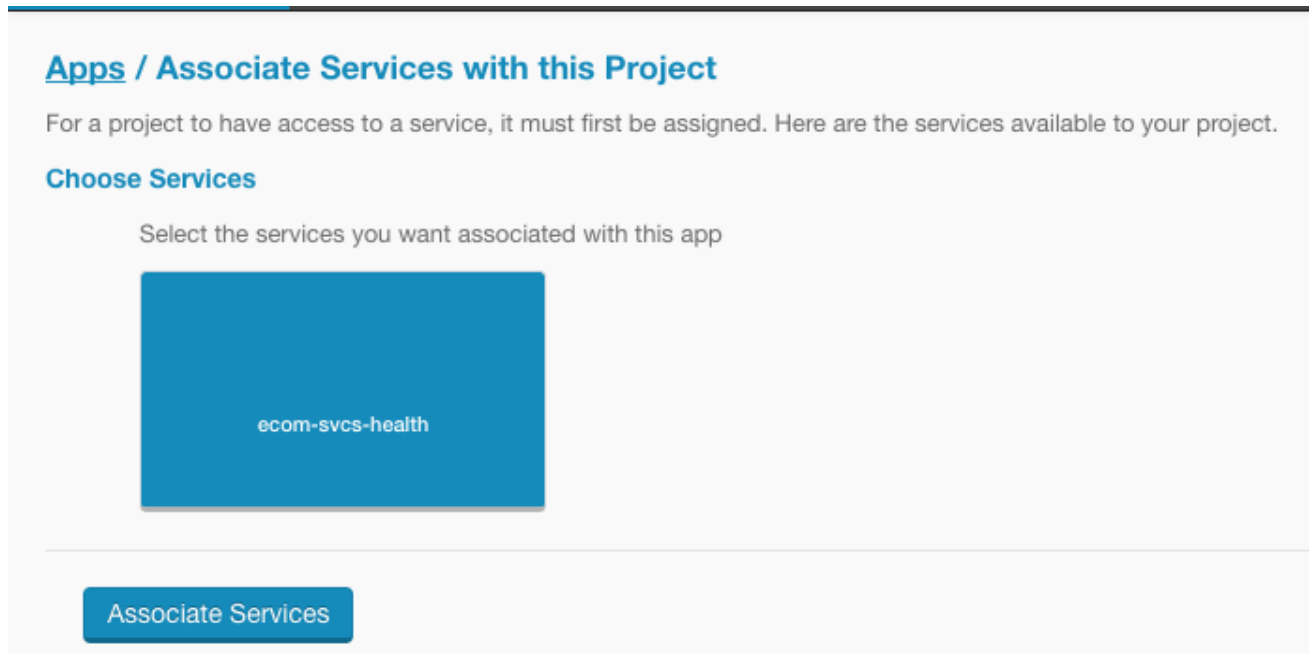 Apps / Associate Services with this Project
For a project to have access to a service, it must first be assigned. Here are the services available to your project.
Choose Services
Select the services you want associated with this app
ecom-svcs-health
Associate Services